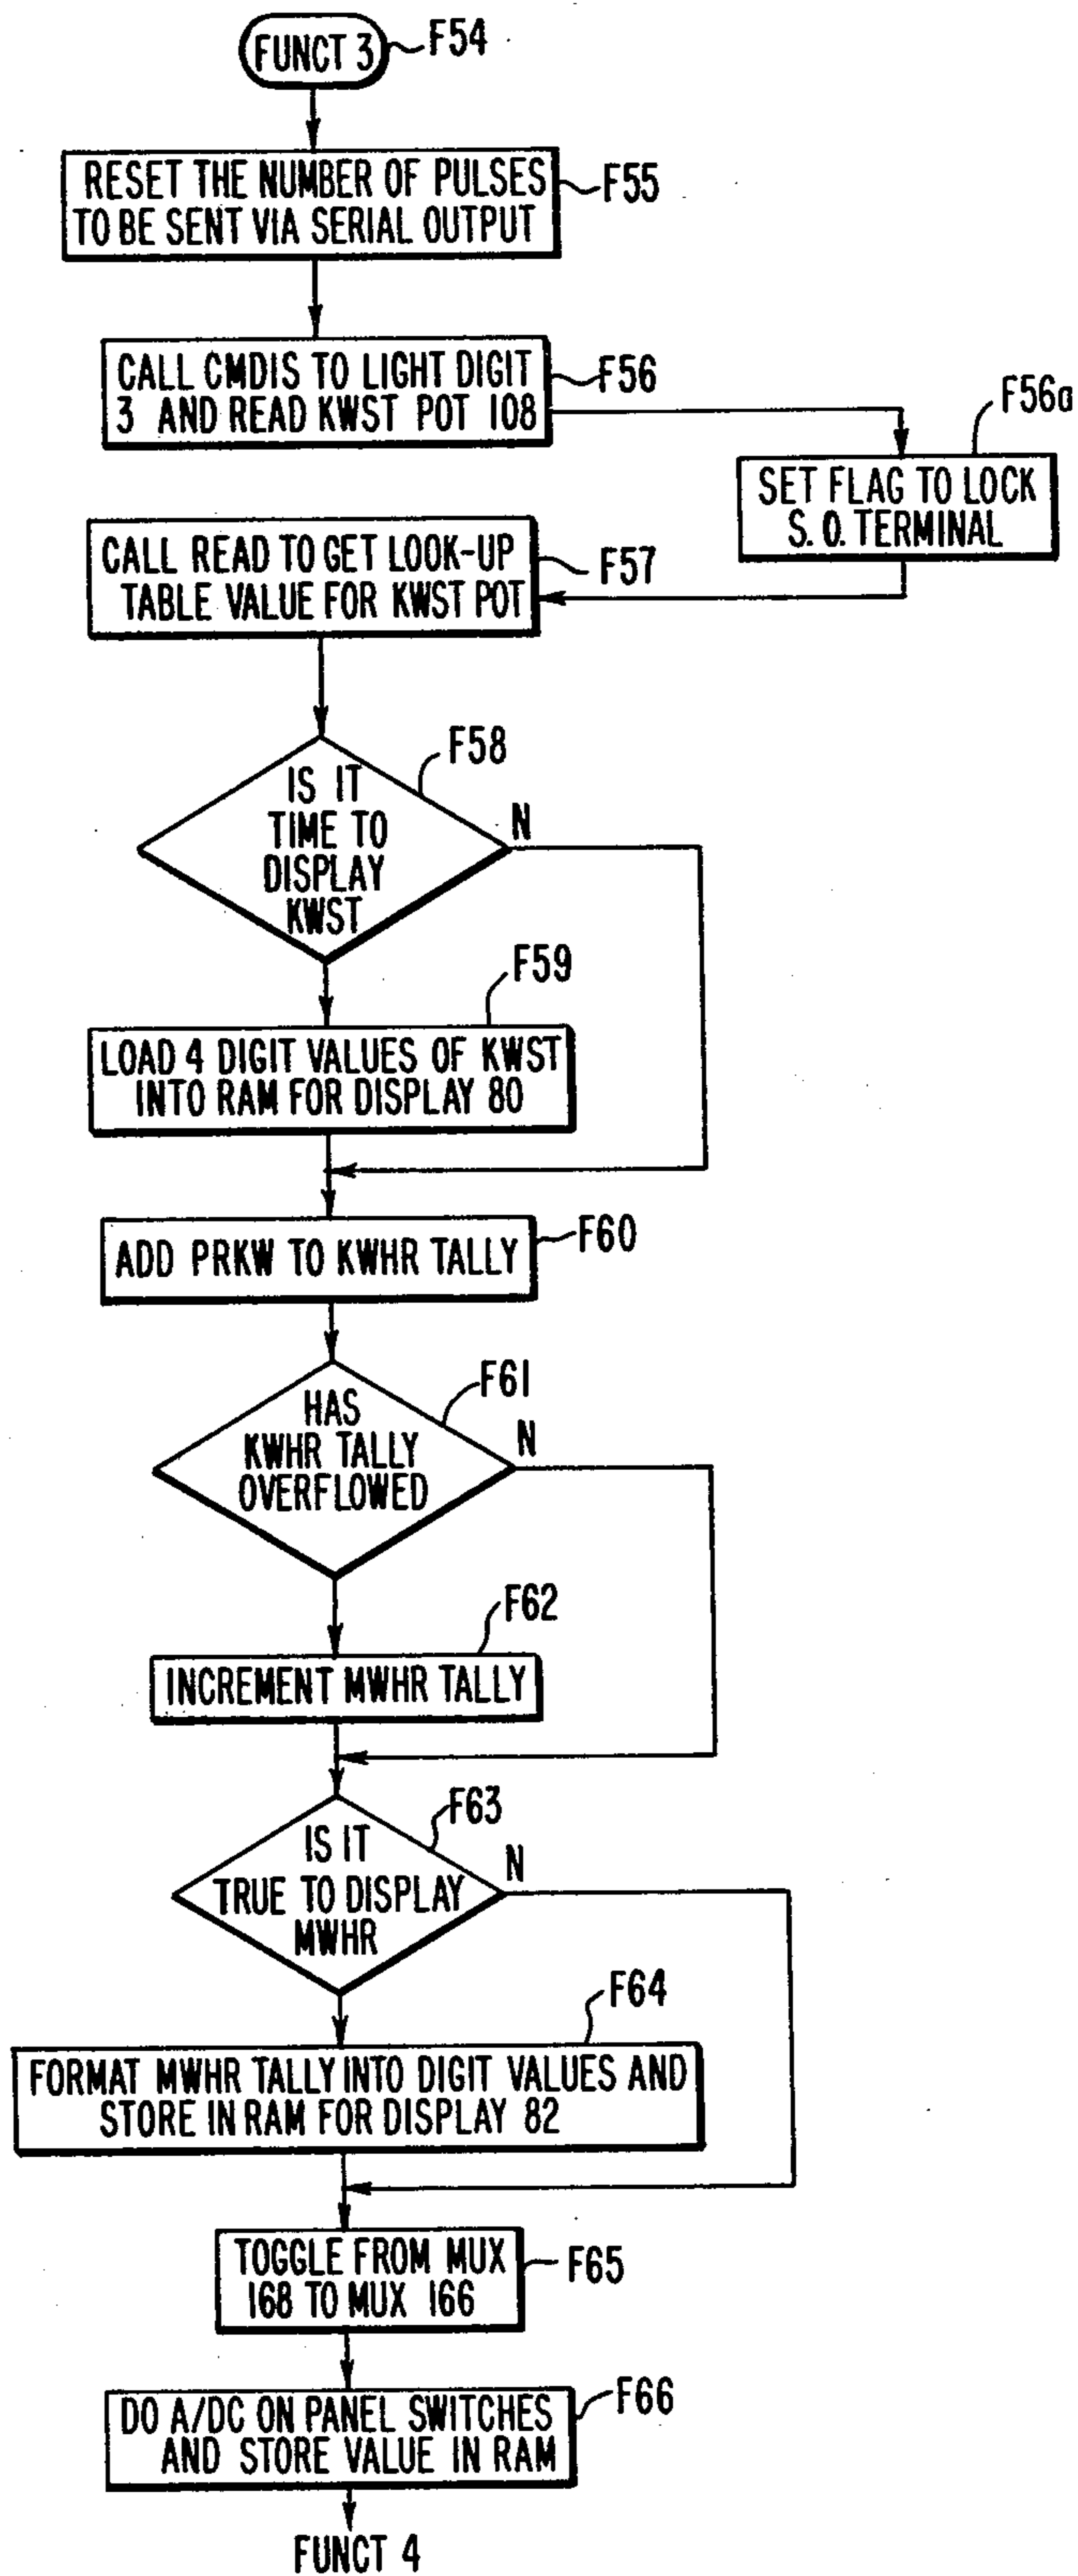 FUNCT 3
F54
RESET THE NUMBER OF PULSES
TO BE SENT VIA SERIAL OUTPUT
F55
CALL CMDIS TO LIGHT DIGIT
3 AND READ KWST POT 108
F56
F56a
SET FLAG TO LOCK
S.O. TERMINAL
CALL READ TO GET LOOK-UP
TABLE VALUE FOR KWST POT
F57
F58
IS IT
TIME TO
DISPLAY
KWST
N
F59
LOAD 4 DIGIT VALUES OF KWST
INTO RAM FOR DISPLAY 80
ADD PRKW TO KWHR TALLY
F60
F61
HAS
KWHR TALLY
OVERFLOWED
N
F62
INCREMENT MWHR TALLY
F63
IS IT
TRUE TO DISPLAY
MWHR
N
F64
FORMAT MWHR TALLY INTO DIGIT VALUES AND
STORE IN RAM FOR DISPLAY 82
TOGGLE FROM MUX
168 TO MUX 166
F65
DO A/DC ON PANEL SWITCHES
AND STORE VALUE IN RAM
F66
FUNCT 4